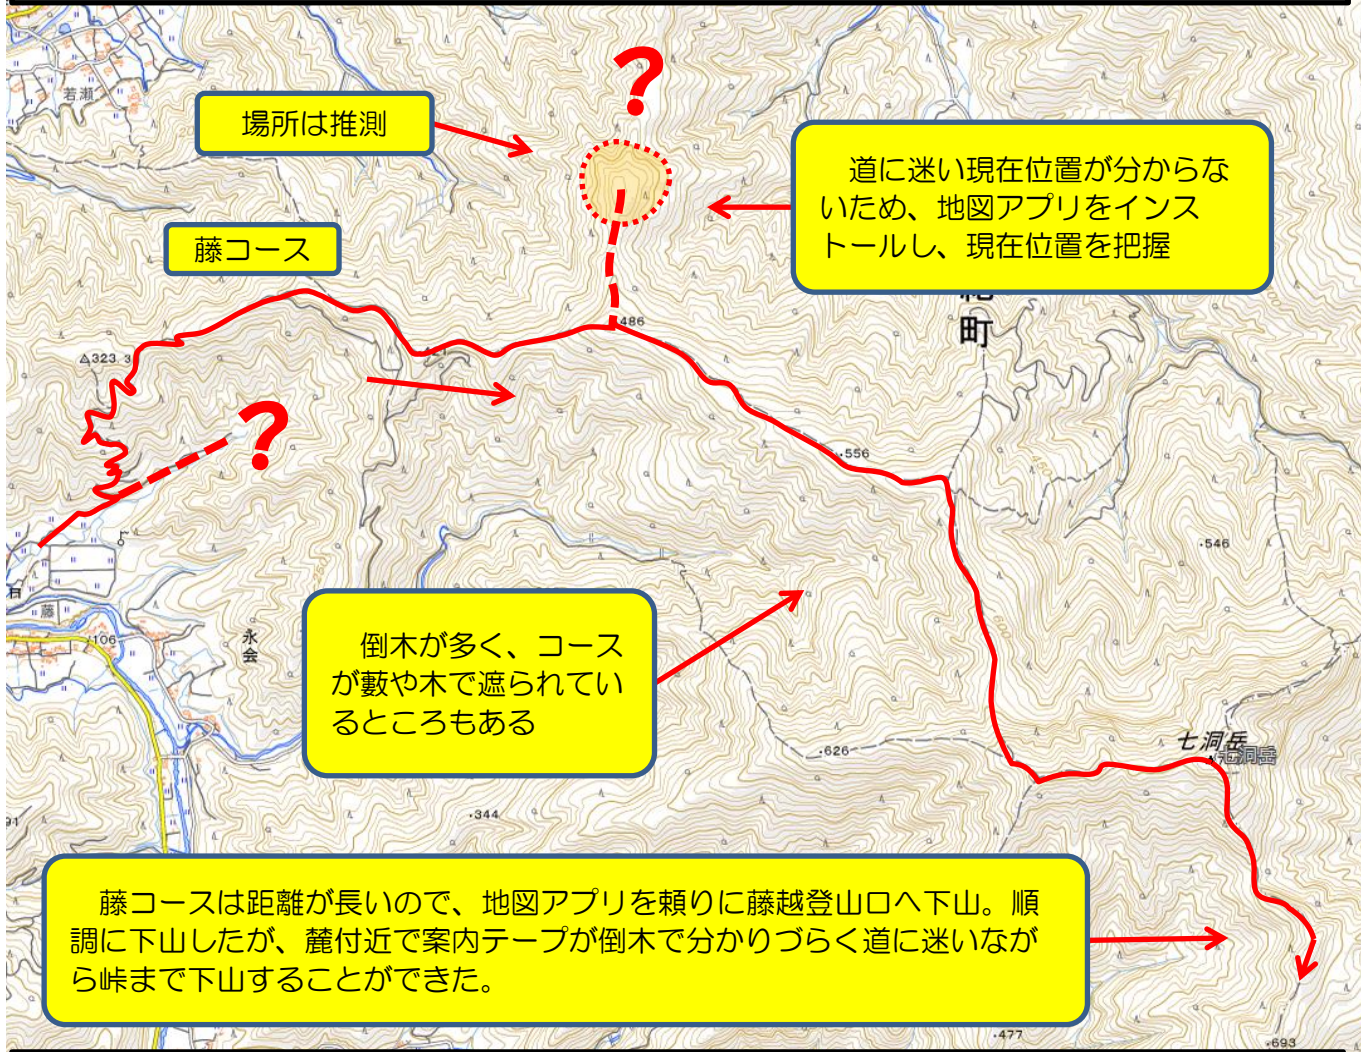 若瀬
場所は推測
道に迷い現在位置が分からな
いため、地図アプリをインス
トールし、現在位置を把握
藤コース
町
486
323.3
556
546
藤
106
永会
倒木が多く、コース
が藪や木で遮られてい
るところもある
626
七洞岳
七洞岳
344
91
藤コースは距離が長いので、地図アプリを頼りに藤越登山口へ下山。順
調に下山したが、麓付近で案内テープが倒木で分かりづらく道に迷いなが
ら峠まで下山することができた。
477
693
?
?